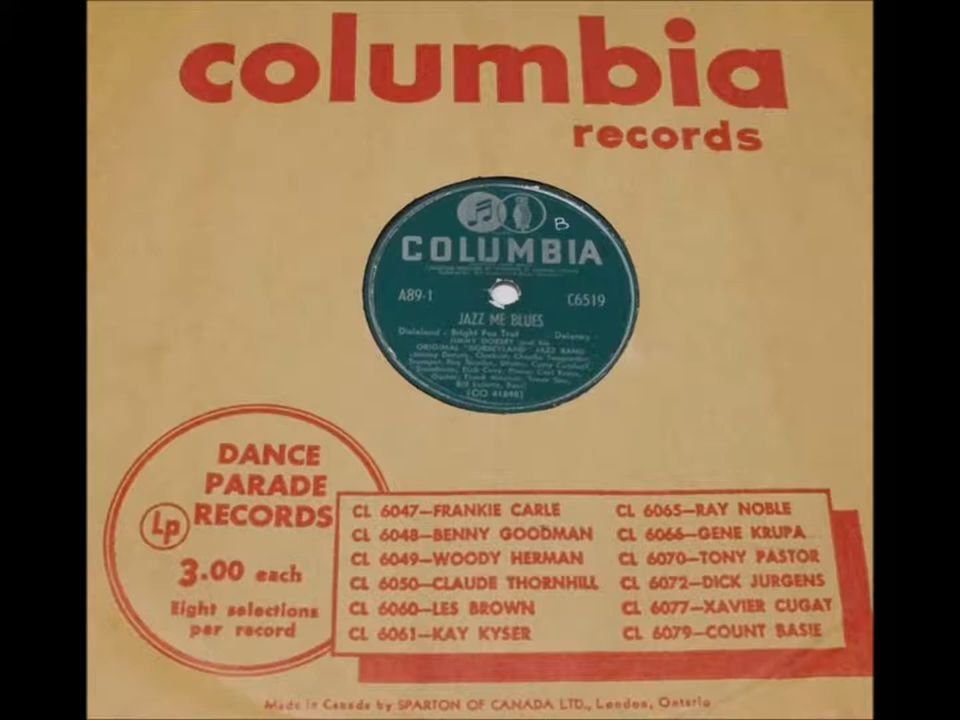 columbia
records
B
COLUMBIA
A89-1
C6519
JAZZ ME BLUES
Dixieland - Bright Fox Trot
Delaney
JIMMY DORSEY and his
ORIGINAL "DORSEYLAND" JAZZ BAND
DANCE
PARADE
RECORDS
Lp
3.00 each
Eight selections
per record
CL 6047—FRANKIE CARLE
CL 6048—BENNY GOODMAN
CL 6049—WOODY HERMAN
CL 6050—CLAUDE THORNHILL
CL 6060—LES BROWN
CL 6061—KAY KYSER
CL 6065—RAY NOBLE
CL 6066—GENE KRUPA
CL 6070—TONY PASTOR
CL 6072—DICK JURGENS
CL 6077—XAVIER CUGAT
CL 6079—COUNT BASIE
Made in Canada by SPARTON OF CANADA LTD., London, Ontario